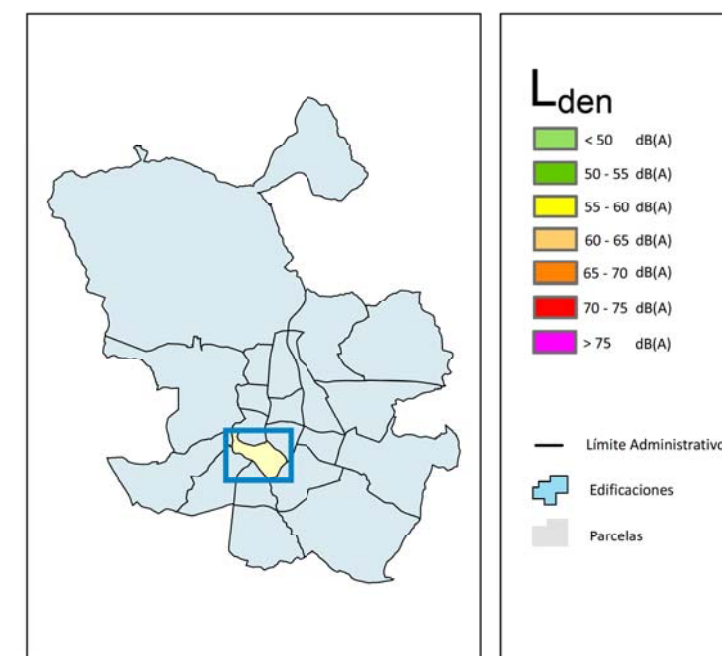 Lden
< 50 dB(A)
50 - 55 dB(A)
55 - 60 dB(A)
60 - 65 dB(A)
65 - 70 dB(A)
70 - 75 dB(A)
> 75 dB(A)
Límite Administrativo
Edificaciones
Parcelas